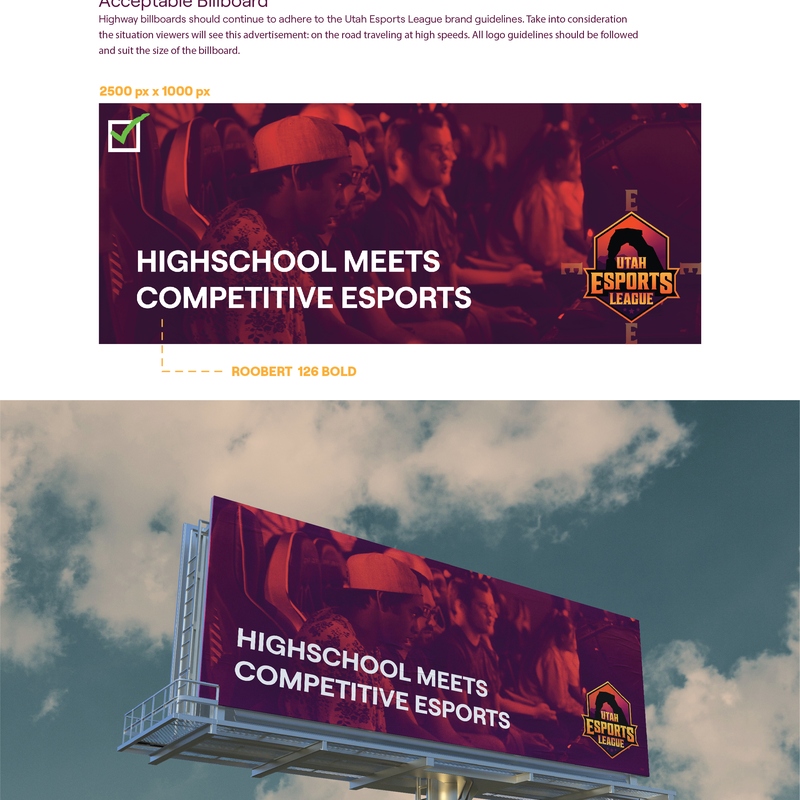 Acceptable Billboard
Highway billboards should continue to adhere to the Utah Esports League brand guidelines. Take into consideration
the situation viewers will see this advertisement: on the road traveling at high speeds. All logo guidelines should be followed
and suit the size of the billboard.
2500 px x 1000 px
E
HIGHSCHOOL MEETS
COMPETITIVE ESPORTS
E
E
UTAH
ESPORTS
LEAGUE
E
ROOBERT 126 BOLD
HIGHSCHOOL MEETS
COMPETITIVE ESPORTS
UTAH
ESPORTS
LEAGUE